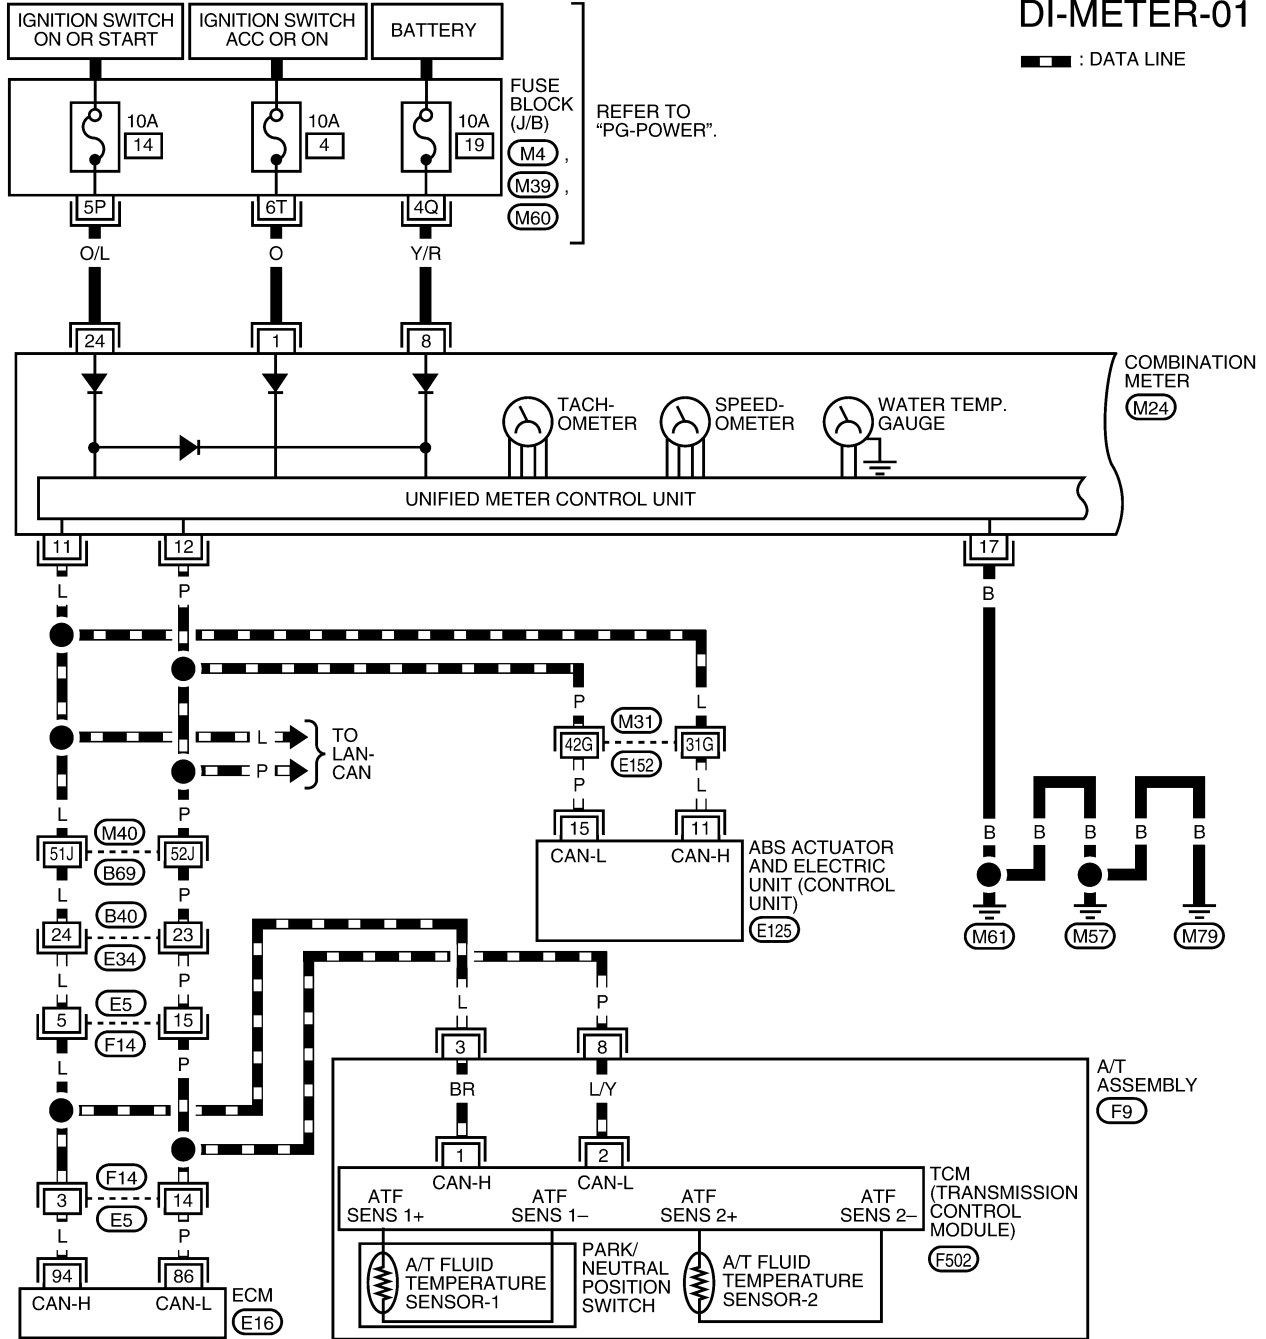 DI-METER-01
: DATA LINE
IGNITION SWITCH
ON OR START
IGNITION SWITCH
ACC OR ON
BATTERY
10A
14
10A
4
10A
19
FUSE
BLOCK
(J/B)
M4 ,
M39 ,
M60
REFER TO
“PG-POWER”.
5P
6T
4Q
O/L
O
Y/R
24
1
8
COMBINATION
METER
M24
TACH-
OMETER
SPEED-
OMETER
WATER TEMP.
GAUGE
UNIFIED METER CONTROL UNIT
11
12
17
L
P
B
P
L
L
P
TO
LAN-
CAN
42G
M31
E152
31G
P
L
15
11
CAN-L
CAN-H
ABS ACTUATOR
AND ELECTRIC
UNIT (CONTROL
UNIT)
E125
B
B
B
B
B
M61
M57
M79
L
P
51J
M40
B69
52J
L
P
24
B40
E34
23
L
P
5
E5
F14
15
L
P
L
P
3
8
BR
L/Y
1
2
CAN-H
CAN-L
A/T
ASSEMBLY
F9
ATF
SENS 1+
ATF
SENS 1–
ATF
SENS 2+
ATF
SENS 2–
TCM
(TRANSMISSION
CONTROL
MODULE)
F502
A/T FLUID
TEMPERATURE
SENSOR-1
PARK/
NEUTRAL
POSITION
SWITCH
A/T FLUID
TEMPERATURE
SENSOR-2
3
F14
E5
14
L
P
94
86
CAN-H
CAN-L
ECM
E16